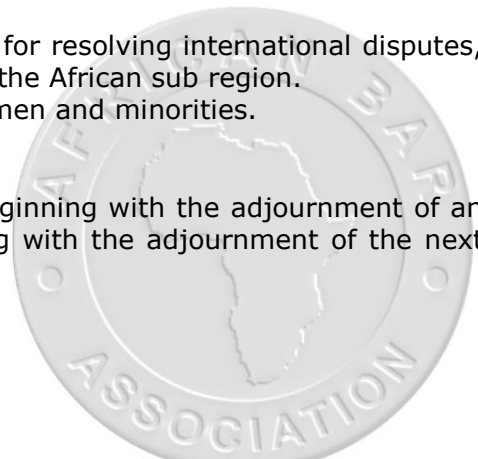 for resolving international disputes,
the African sub region.
men and minorities.
ginning with the adjournment of an
g with the adjournment of the next
AFRICAN BAR
ASSOCIATION